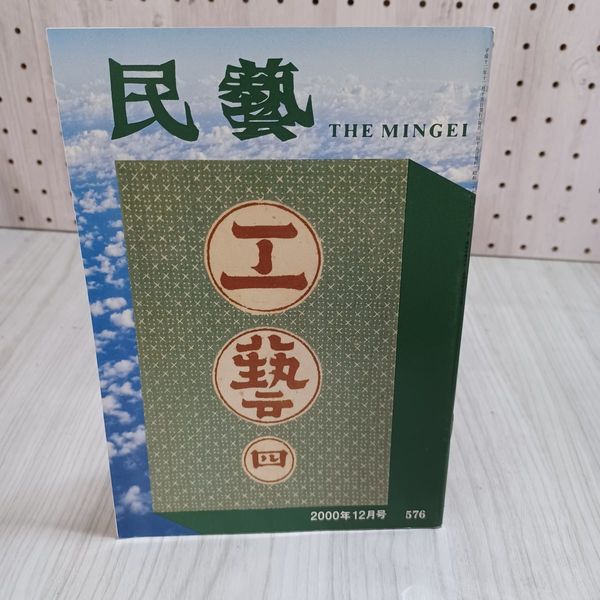 民藝
THE MINGEI
工
藝
四
2000年12月号 576